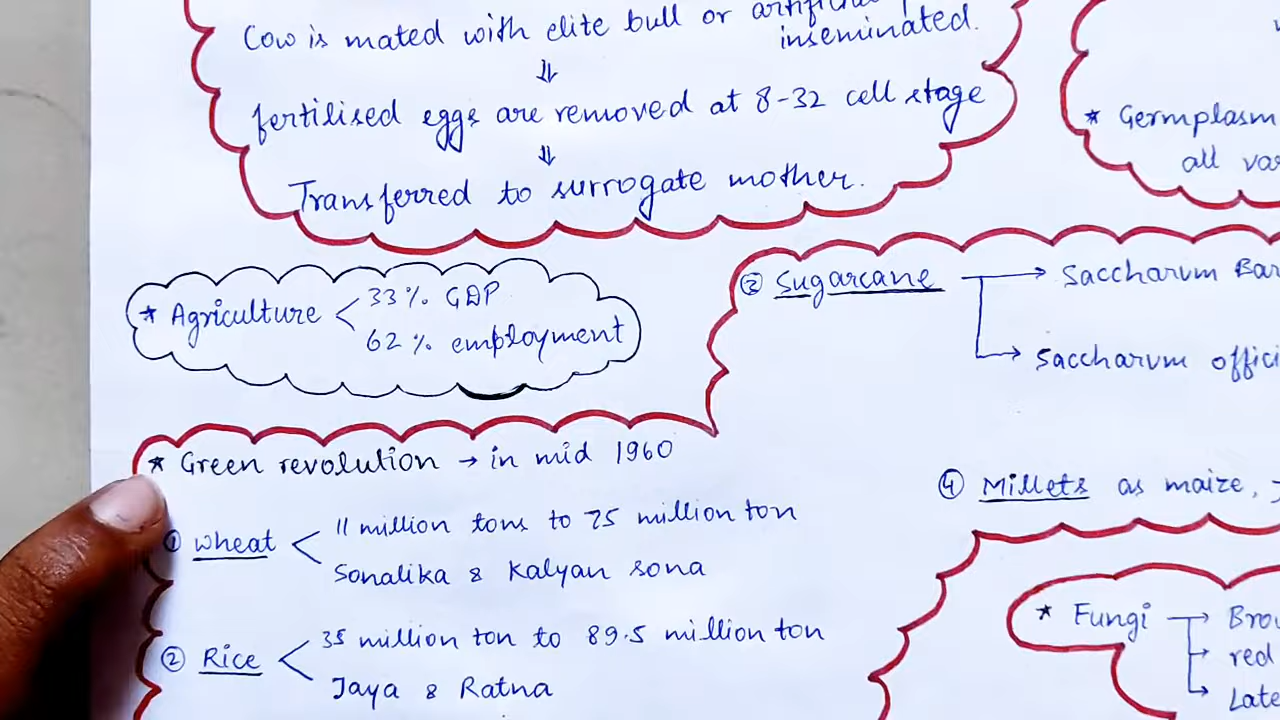 Cow is mated with elite bull or
inseminated.
⇓
fertilised eggs are removed at 8-32 cell stage
⇓
Transferred to surrogate mother.
* Agriculture < 33% GDP
62% employment
* Green revolution → in mid 1960
① wheat < 11 million tons to 75 million ton
Sonalika & Kalyan sona
② Rice < 35 million ton to 89.5 million ton
Jaya & Ratna
* Germplasm
all
③ Sugarcane → Saccharum
→ Saccharum
④ Millets as maize,
* Fungi →
→ red
→